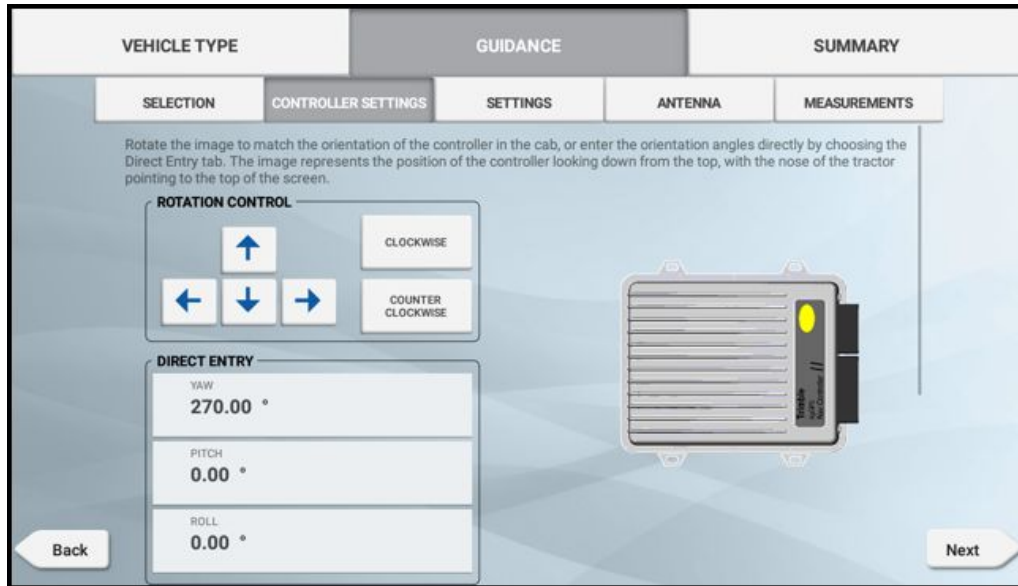 VEHICLE TYPE
GUIDANCE
SUMMARY
SELECTION
CONTROLLER SETTINGS
SETTINGS
ANTENNA
MEASUREMENTS
Rotate the image to match the orientation of the controller in the cab, or enter the orientation angles directly by choosing the
Direct Entry tab. The image represents the position of the controller looking down from the top, with the nose of the tractor
pointing to the top of the screen.
ROTATION CONTROL
CLOCKWISE
COUNTER
CLOCKWISE
DIRECT ENTRY
YAW
270.00 °
PITCH
0.00 °
ROLL
0.00 °
Trimble
Nav Controller II
Back
Next